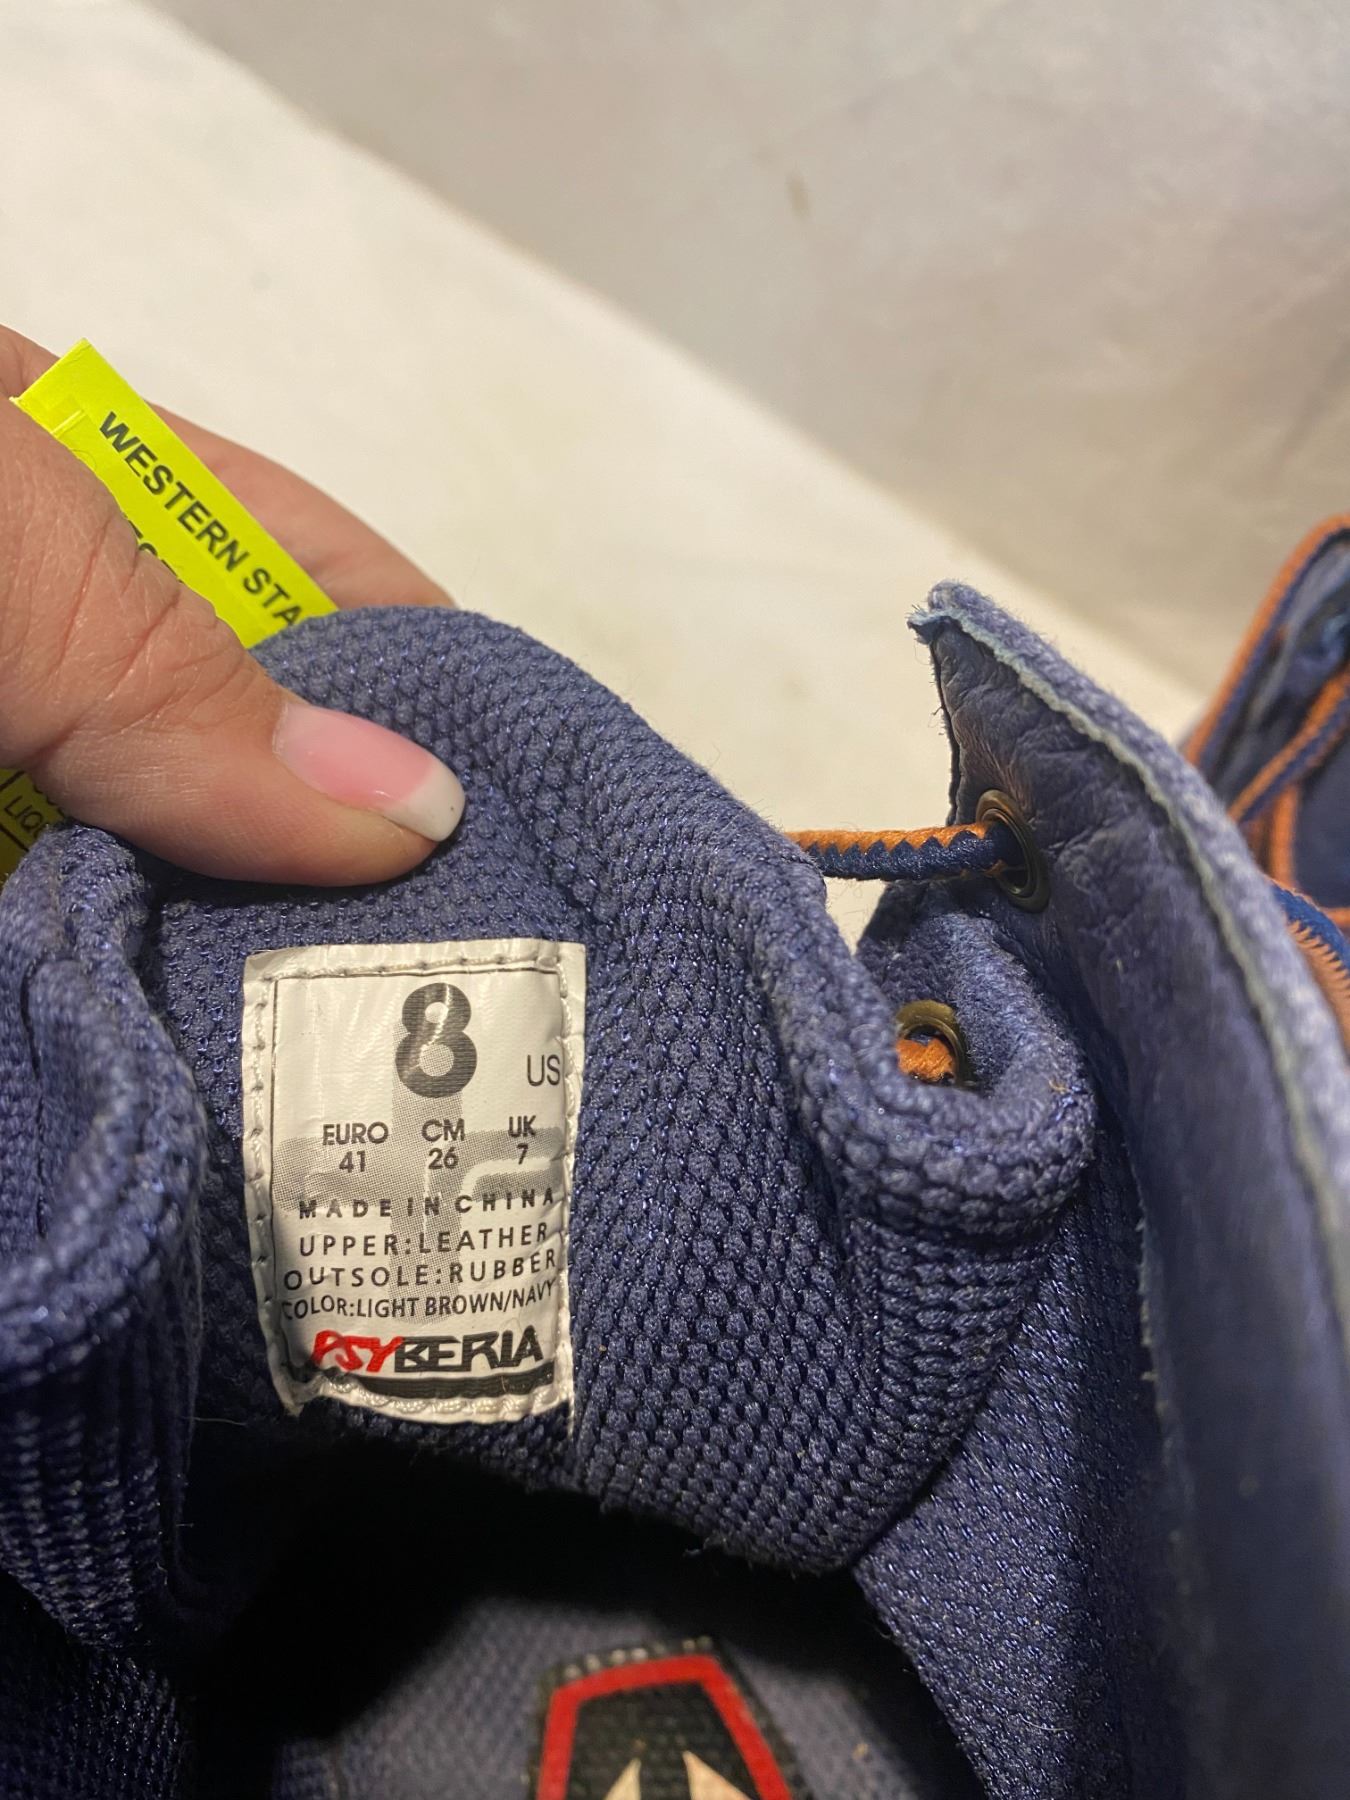 WESTERN STA
LIQU
8
US
EURO CM UK
41 26 7
MADE IN CHINA
UPPER:LEATHER
OUTSOLE:RUBBER
COLOR:LIGHT BROWN/NAVY
PSYBERIA